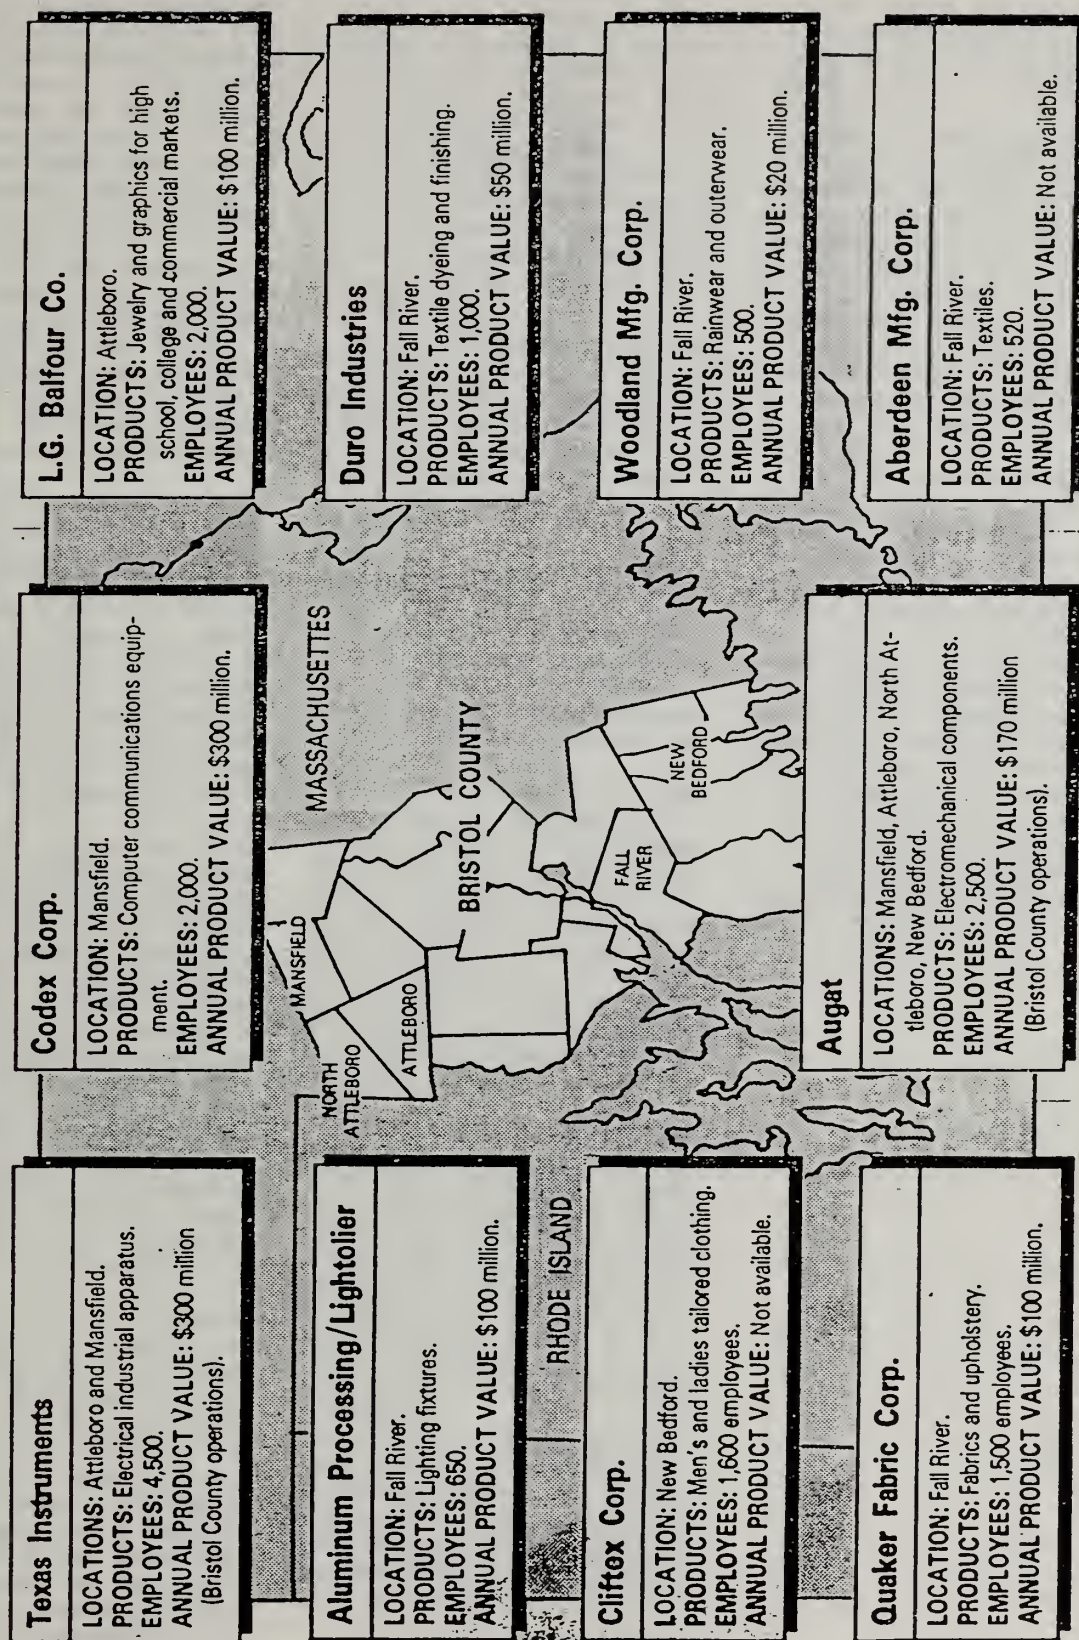 Texas Instruments
LOCATIONS: Attleboro and Mansfield.
PRODUCTS: Electrical industrial apparatus.
EMPLOYEES: 4,500.
ANNUAL PRODUCT VALUE: $300 million
(Bristol County operations).
Codex Corp.
LOCATION: Mansfield.
PRODUCTS: Computer communications equip-
ment.
EMPLOYEES: 2,000.
ANNUAL PRODUCT VALUE: $300 million.
L.G. Balfour Co.
LOCATION: Attleboro.
PRODUCTS: Jewelry and graphics for high
school, college and commercial markets.
EMPLOYEES: 2,000.
ANNUAL PRODUCT VALUE: $100 million.
Aluminum Processing/Lightolier
LOCATION: Fall River.
PRODUCTS: Lighting fixtures.
EMPLOYEES: 650.
ANNUAL PRODUCT VALUE: $100 million.
NORTH
ATTLEBORO
MANSFIELD
ATTLEBORO
MASSACHUSETTS
BRISTOL COUNTY
FALL
RIVER
NEW
BEDFORD
RHODE ISLAND
Duro Industries
LOCATION: Fall River.
PRODUCTS: Textile dyeing and finishing.
EMPLOYEES: 1,000.
ANNUAL PRODUCT VALUE: $50 million.
Cliftex Corp.
LOCATION: New Bedford.
PRODUCTS: Men's and ladies tailored clothing.
EMPLOYEES: 1,600 employees.
ANNUAL PRODUCT VALUE: Not available.
Woodland Mfg. Corp.
LOCATION: Fall River.
PRODUCTS: Rainwear and outerwear.
EMPLOYEES: 500.
ANNUAL PRODUCT VALUE: $20 million.
Quaker Fabric Corp.
LOCATION: Fall River.
PRODUCTS: Fabrics and upholstery.
EMPLOYEES: 1,500 employees.
ANNUAL PRODUCT VALUE: $100 million.
Augat
LOCATIONS: Mansfield, Attleboro, North At-
tleboro, New Bedford.
PRODUCTS: Electromechanical components.
EMPLOYEES: 2,500.
ANNUAL PRODUCT VALUE: $170 million
(Bristol County operations).
Aberdeen Mfg. Corp.
LOCATION: Fall River.
PRODUCTS: Textiles.
EMPLOYEES: 520.
ANNUAL PRODUCT VALUE: Not available.